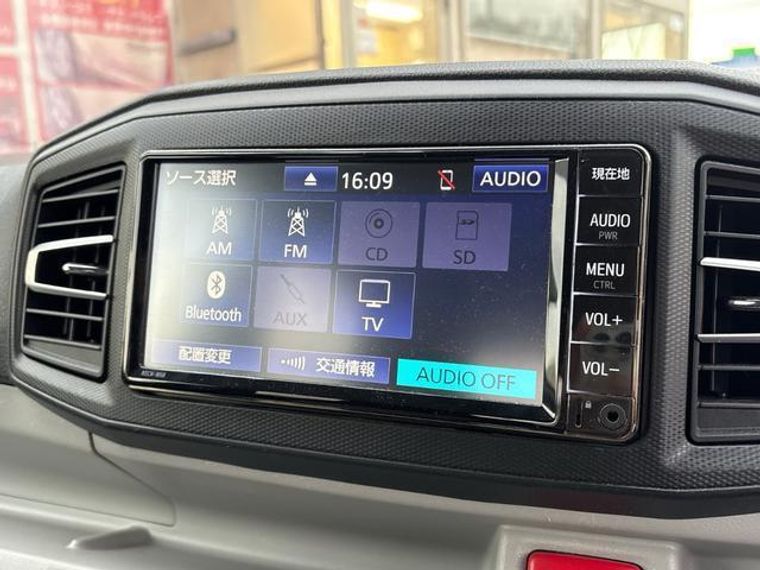 ソース選択 16:09 AUDIO
AM FM CD SD
Bluetooth AUX TV
配置変更 交通情報 AUDIO OFF
現在地
AUDIO
PWR
MENU
CTRL
VOL+
VOL-